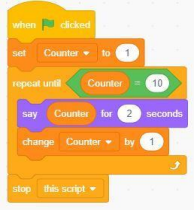 when clicked
set Counter to 1
repeat until Counter = 10
say Counter for 2 seconds
change Counter by 1
stop this script